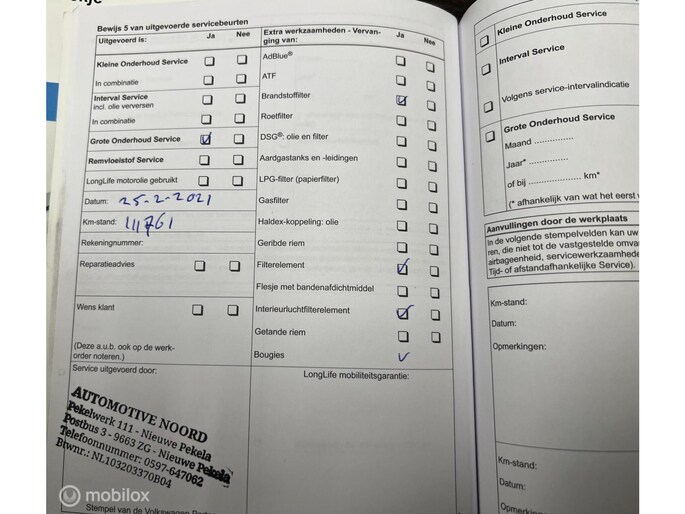 Bewijs 5 van uitgevoerde servicebeurten
Uitgevoerd is: Ja Nee
Kleine Onderhoud Service
In combinatie
Interval Service
incl. olie verversen
In combinatie
Grote Onderhoud Service
Remvloeistof Service
LongLife motorolie gebruikt
Datum: 25-2-2021
Km-stand: 111761
Rekeningnummer:
Reparatieadvies
Wens klant
(Deze a.u.b. ook op de werk-
order noteren.)
Service uitgevoerd door:
AUTOMOTIVE NOORD
Pekelwerk 111 - Nieuwe Pekela
Postbus 3 - 9663 ZG - Nieuwe Pekela
Telefoonnummer: 0597-647062
Btwnr.: NL103203370B04
Stempel van de Volkswagen
Extra werkzaamheden - Vervan-
ging van: Ja Nee
AdBlue®
ATF
Brandstoffilter
Roetfilter
DSG®: olie en filter
Aardgastanks en -leidingen
LPG-filter (papierfilter)
Gasfilter
Haldex-koppeling: olie
Geribde riem
Filterelement
Flesje met bandenafdichtmiddel
Interieurluchtfilterelement
Getande riem
Bougies
LongLife mobiliteitsgarantie:
Kleine Onderhoud Service
Interval Service
Volgens service-intervalindicatie
Grote Onderhoud Service
Maand ...............
Jaar* ...............
of bij ..................... km*
(* afhankelijk van wat het eerst
Aanvullingen door de werkplaats
In de volgende stempelvelden kan uw
ren, die niet tot de vastgestelde omva
airbageenheid, servicewerkzaamhede
Tijd- of afstandafhankelijke Service).
Km-stand:
Datum:
Opmerkingen:
Km-stand:
Datum:
Opmerkingen:
mobilox